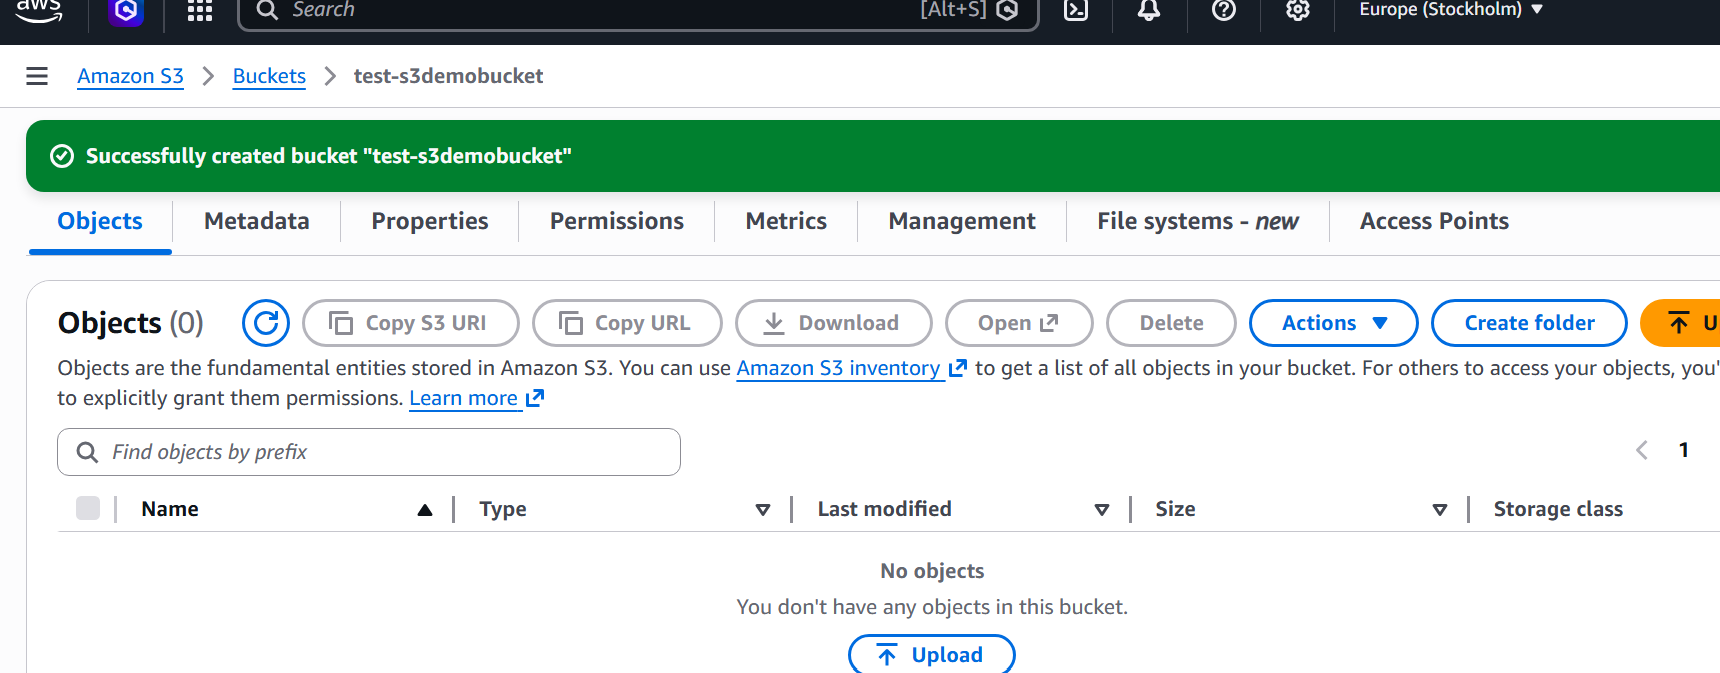 aws
Search [Alt+S] Europe (Stockholm)
Amazon S3 > Buckets > test-s3demobucket
Successfully created bucket "test-s3demobucket"
Objects Metadata Properties Permissions Metrics Management File systems - new Access Points
Objects (0) Copy S3 URI Copy URL Download Open Delete Actions Create folder
Objects are the fundamental entities stored in Amazon S3. You can use Amazon S3 inventory to get a list of all objects in your bucket. For others to access your objects, you'
to explicitly grant them permissions. Learn more
Find objects by prefix
1
Name Type Last modified Size Storage class
No objects
You don't have any objects in this bucket.
Upload